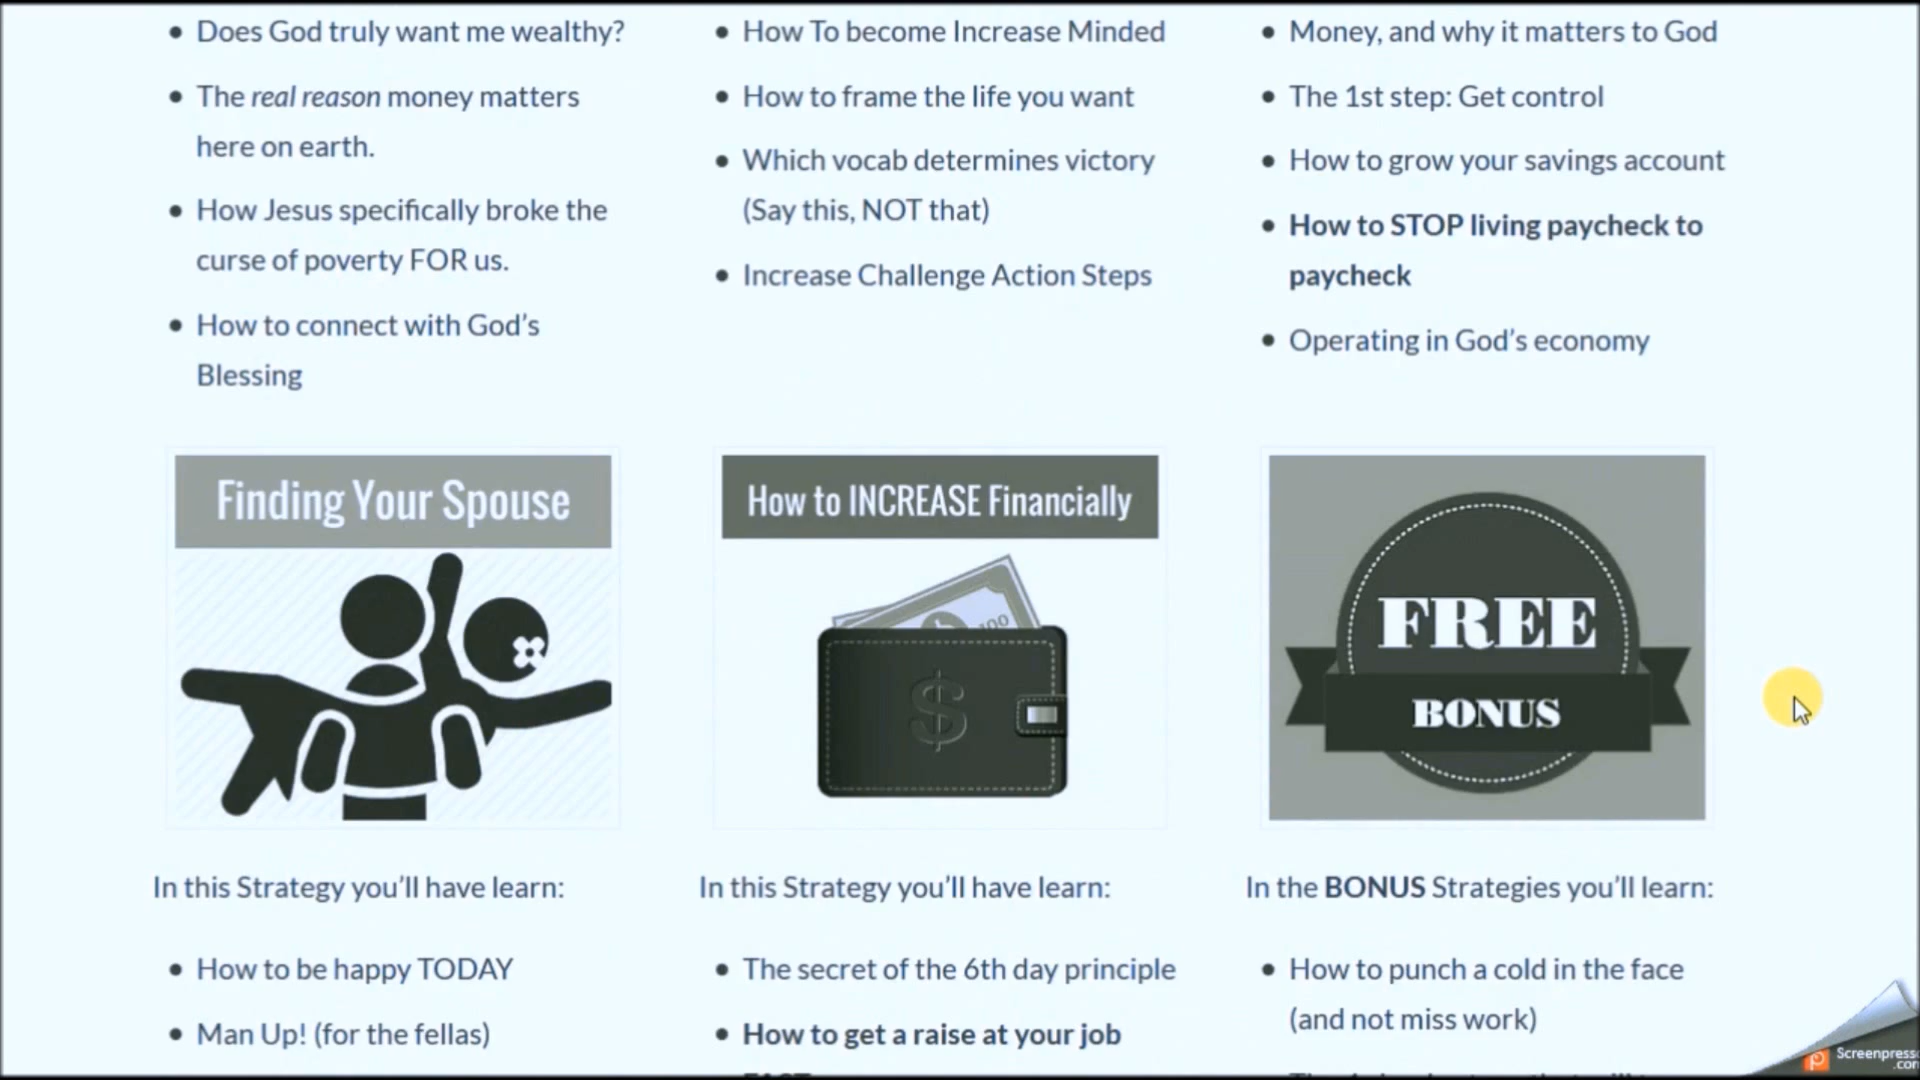 Does God truly want me wealthy?
The real reason money matters
here on earth.
How Jesus specifically broke the
curse of poverty FOR us.
How to connect with God's
Blessing
How To become Increase Minded
How to frame the life you want
Which vocab determines victory
(Say this, NOT that)
Increase Challenge Action Steps
Money, and why it matters to God
The 1st step: Get control
How to grow your savings account
How to STOP living paycheck to
paycheck
Operating in God's economy
Finding Your Spouse
How to INCREASE Financially
100
$
FREE
BONUS
In this Strategy you'll have learn:
How to be happy TODAY
Man Up! (for the fellas)
In this Strategy you'll have learn:
The secret of the 6th day principle
How to get a raise at your job
In the BONUS Strategies you'll learn:
How to punch a cold in the face
(and not miss work)
Screenpresso
.com